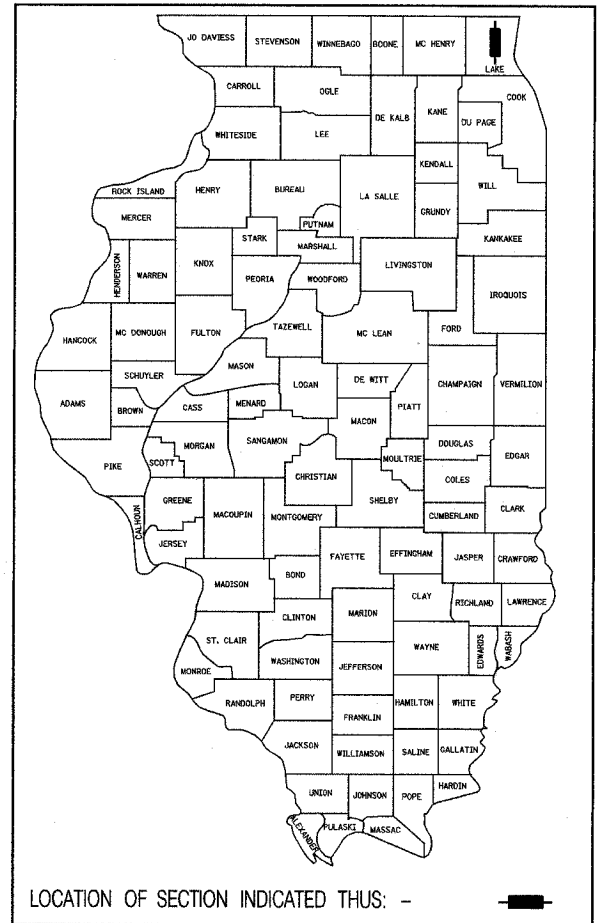 JO DAVIESS
STEVENSON
WINNEBAGO
BOONE
MC HENRY
LAKE
CARROLL
OGLE
COOK
KANE
DE KALB
DU PAGE
WHITESIDE
LEE
KENDALL
WILL
ROCK ISLAND
HENRY
BUREAU
LA SALLE
GRUNDY
MERCER
PUTNAM
STARK
MARSHALL
KANKAKEE
HENDERSON
WARREN
KNOX
PEORIA
WOODFORD
LIVINGSTON
IROQUOIS
HANCOCK
MC DONOUGH
FULTON
TAZEWELL
MC LEAN
FORD
SCHUYLER
MASON
LOGAN
DE WITT
CHAMPAIGN
VERMILION
ADAMS
BROWN
CASS
MENARD
MACON
PIATT
PIKE
SCOTT
MORGAN
SANGAMON
CHRISTIAN
MOULTRIE
DOUGLAS
EDGAR
COLES
SHELBY
GREENE
MACOUPIN
MONTGOMERY
CUMBERLAND
CLARK
CALHOUN
JERSEY
FAYETTE
EFFINGHAM
JASPER
CRAWFORD
MADISON
BOND
CLAY
RICHLAND
LAWRENCE
CLINTON
MARION
ST. CLAIR
WAYNE
EDWARDS
WABASH
WASHINGTON
JEFFERSON
MONROE
RANDOLPH
PERRY
HAMILTON
WHITE
FRANKLIN
JACKSON
WILLIAMSON
SALINE
GALLATIN
UNION
JOHNSON
POPE
HARDIN
ALEXANDER
PULASKI
MASSAC
LOCATION OF SECTION INDICATED THUS: -